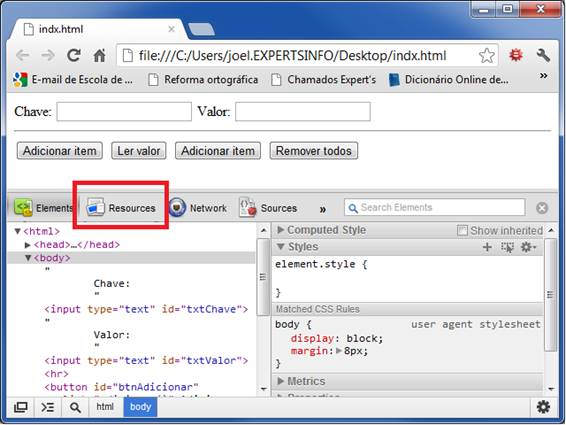 indx.html
file:///C:/Users/joel.EXPERTSINFO/Desktop/indx.html
E-mail de Escola de ... Reforma ortográfica Chamados Expert's Dicionário Online de... »
Chave: Valor:
Adicionar item Ler valor Adicionar item Remover todos
Elements Resources Network Sources » Search Elements
▼<html>
▶<head>…</head>
▼<body>
"
Chave:
"
<input type="text" id="txtChave">
"
Valor:
"
<input type="text" id="txtValor">
<hr>
<button id="btnAdicionar"
▶ Computed Style Show inherited
▼ Styles
element.style {
}
Matched CSS Rules
body { user agent stylesheet
display: block;
margin:▶8px;
}
▶ Metrics
html body